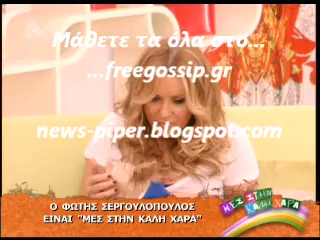 Μάθετε τα όλα στο...
...freegossip.gr
news-piper.blogspot.com
ΜΕΣ ΣΤΗΝ
ΚΑΛΗ ΧΑΡΑ
Ο ΦΩΤΗΣ ΣΕΡΓΟΥΛΟΠΟΥΛΟΣ
ΕΙΝΑΙ "ΜΕΣ ΣΤΗΝ ΚΑΛΗ ΧΑΡΑ"